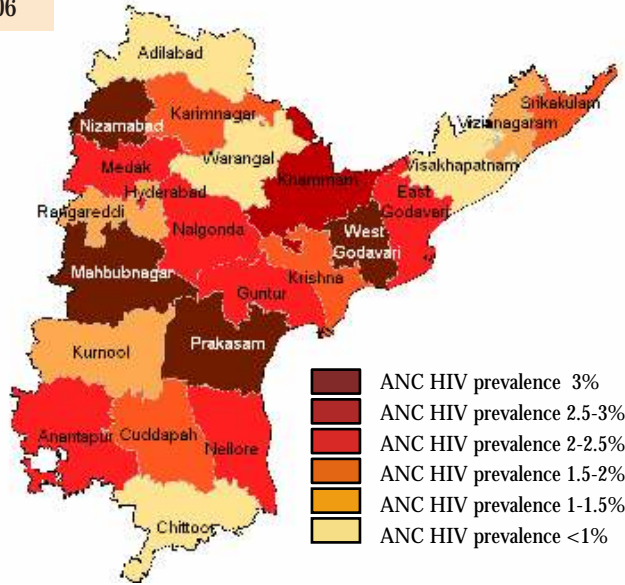 06
Adilabad
Nizamabad
Karimnagar
Medak
Warangal
Hyderabad
Rangareddi
Khammam
Srikakulam
Vizianagaram
Visakhapatnam
East
Godavari
West
Godavari
Nalgonda
Mahbubnagar
Krishna
Guntur
Kurnool
Prakasam
Anantapur
Cuddapah
Nellore
Chittoor
ANC HIV prevalence 3%
ANC HIV prevalence 2.5-3%
ANC HIV prevalence 2-2.5%
ANC HIV prevalence 1.5-2%
ANC HIV prevalence 1-1.5%
ANC HIV prevalence <1%